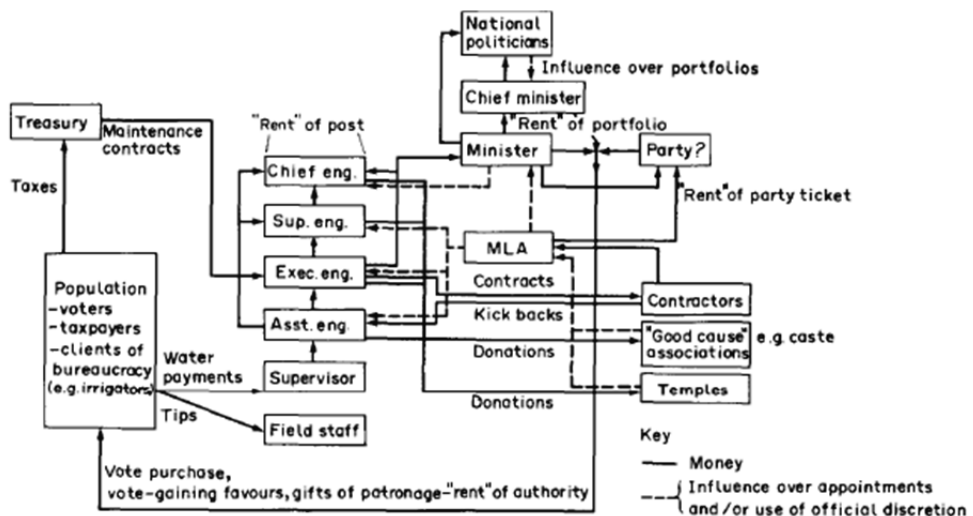 National
politicians
Influence over portfolios
Chief minister
"Rent" of post
"Rent" of portfolio
Treasury
Maintenance
contracts
Minister
Party?
Chief eng.
Taxes
"Rent" of party ticket
Sup. eng.
MLA
Exec. eng.
Contracts
Population
-voters
-taxpayers
-clients of
bureaucracy
(e.g. irrigators)
Contractors
Kick backs
Asst. eng.
"Good cause" e.g. caste
associations
Donations
Water
payments
Supervisor
Temples
Donations
Tips
Field staff
Key
Money
Influence over appointments
and/or use of official discretion
Vote purchase,
vote-gaining favours, gifts of patronage-"rent" of authority